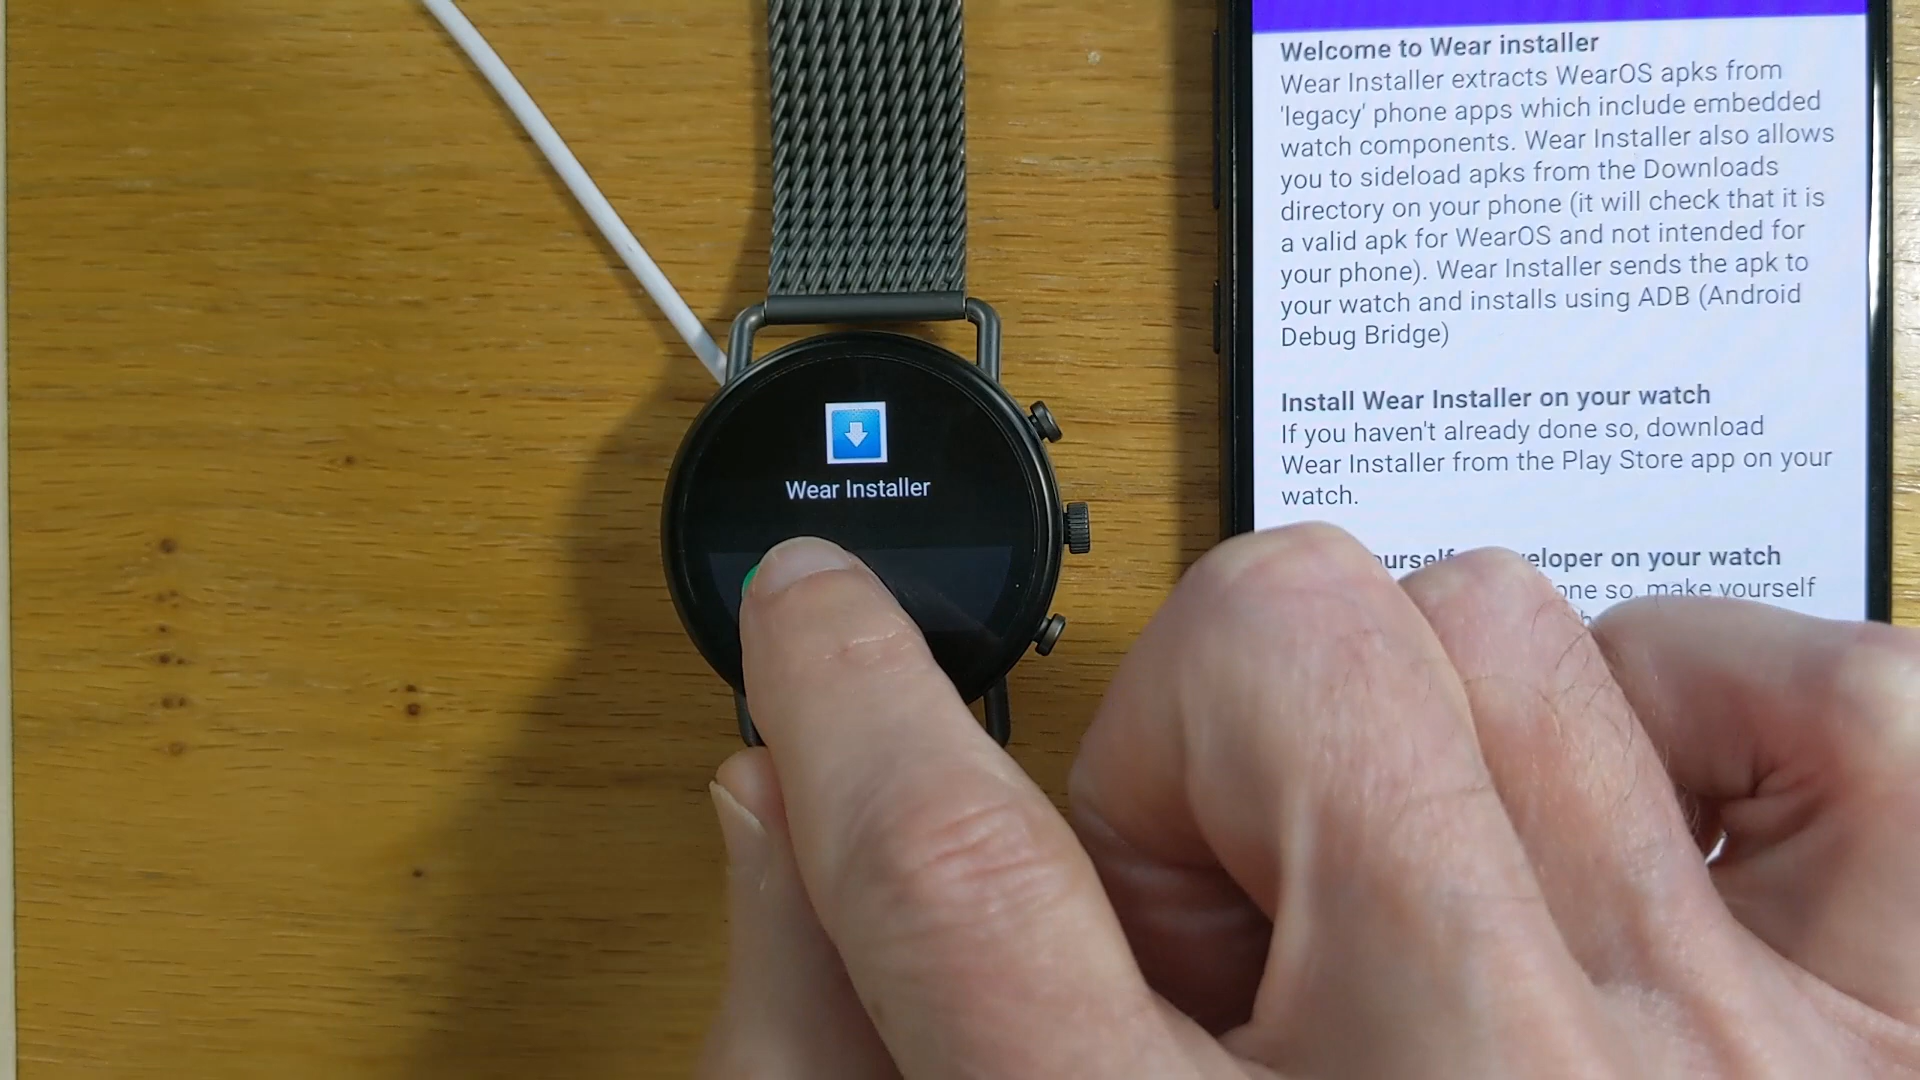 Wear Installer
Welcome to Wear installer
Wear Installer extracts WearOS apks from
'legacy' phone apps which include embedded
watch components. Wear Installer also allows
you to sideload apks from the Downloads
directory on your phone (it will check that it is
a valid apk for WearOS and not intended for
your phone). Wear Installer sends the apk to
your watch and installs using ADB (Android
Debug Bridge)
Install Wear Installer on your watch
If you haven't already done so, download
Wear Installer from the Play Store app on your
watch.
on your watch
so, make yourself